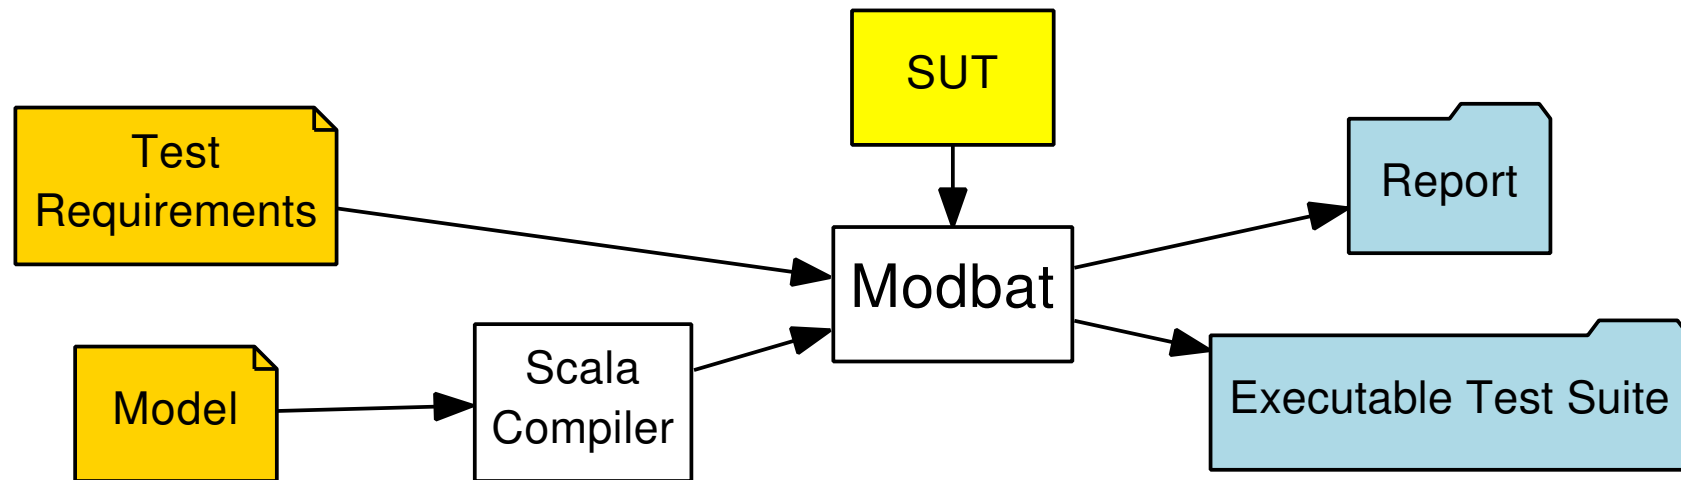 SUT
Test
Requirements
Report
Modbat
Scala
Compiler
Model
Executable Test Suite